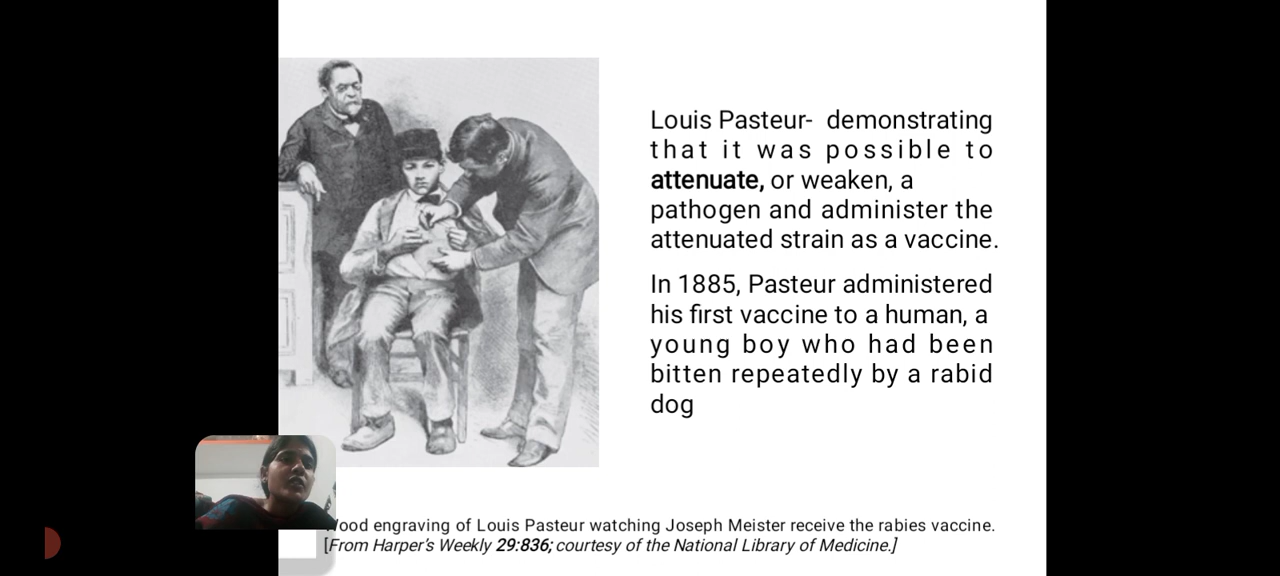 Louis Pasteur- demonstrating
that it was possible to
attenuate, or weaken, a
pathogen and administer the
attenuated strain as a vaccine.
In 1885, Pasteur administered
his first vaccine to a human, a
young boy who had been
bitten repeatedly by a rabid
dog
engraving of Louis Pasteur watching Joseph Meister receive the rabies vaccine.
[From Harper's Weekly 29:836; courtesy of the National Library of Medicine.]